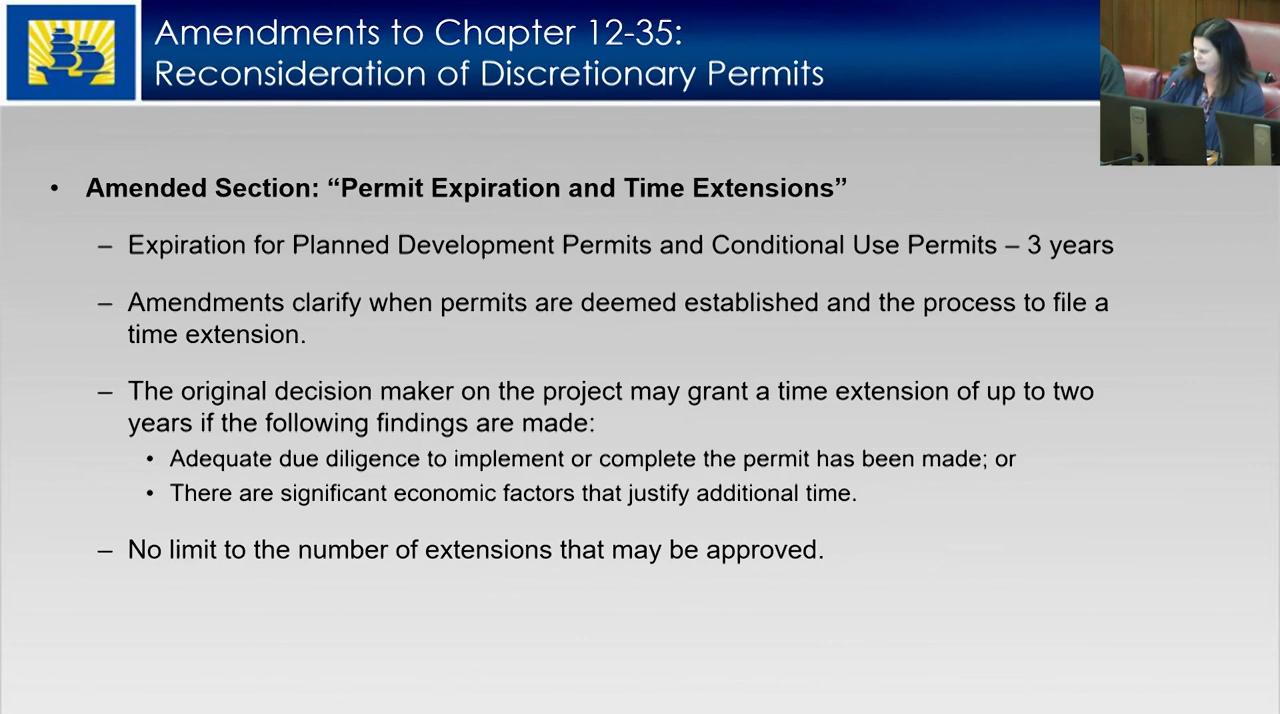 Amendments to Chapter 12-35:
Reconsideration of Discretionary Permits
• Amended Section: “Permit Expiration and Time Extensions”
– Expiration for Planned Development Permits and Conditional Use Permits – 3 years
– Amendments clarify when permits are deemed established and the process to file a
time extension.
– The original decision maker on the project may grant a time extension of up to two
years if the following findings are made:
• Adequate due diligence to implement or complete the permit has been made; or
• There are significant economic factors that justify additional time.
– No limit to the number of extensions that may be approved.